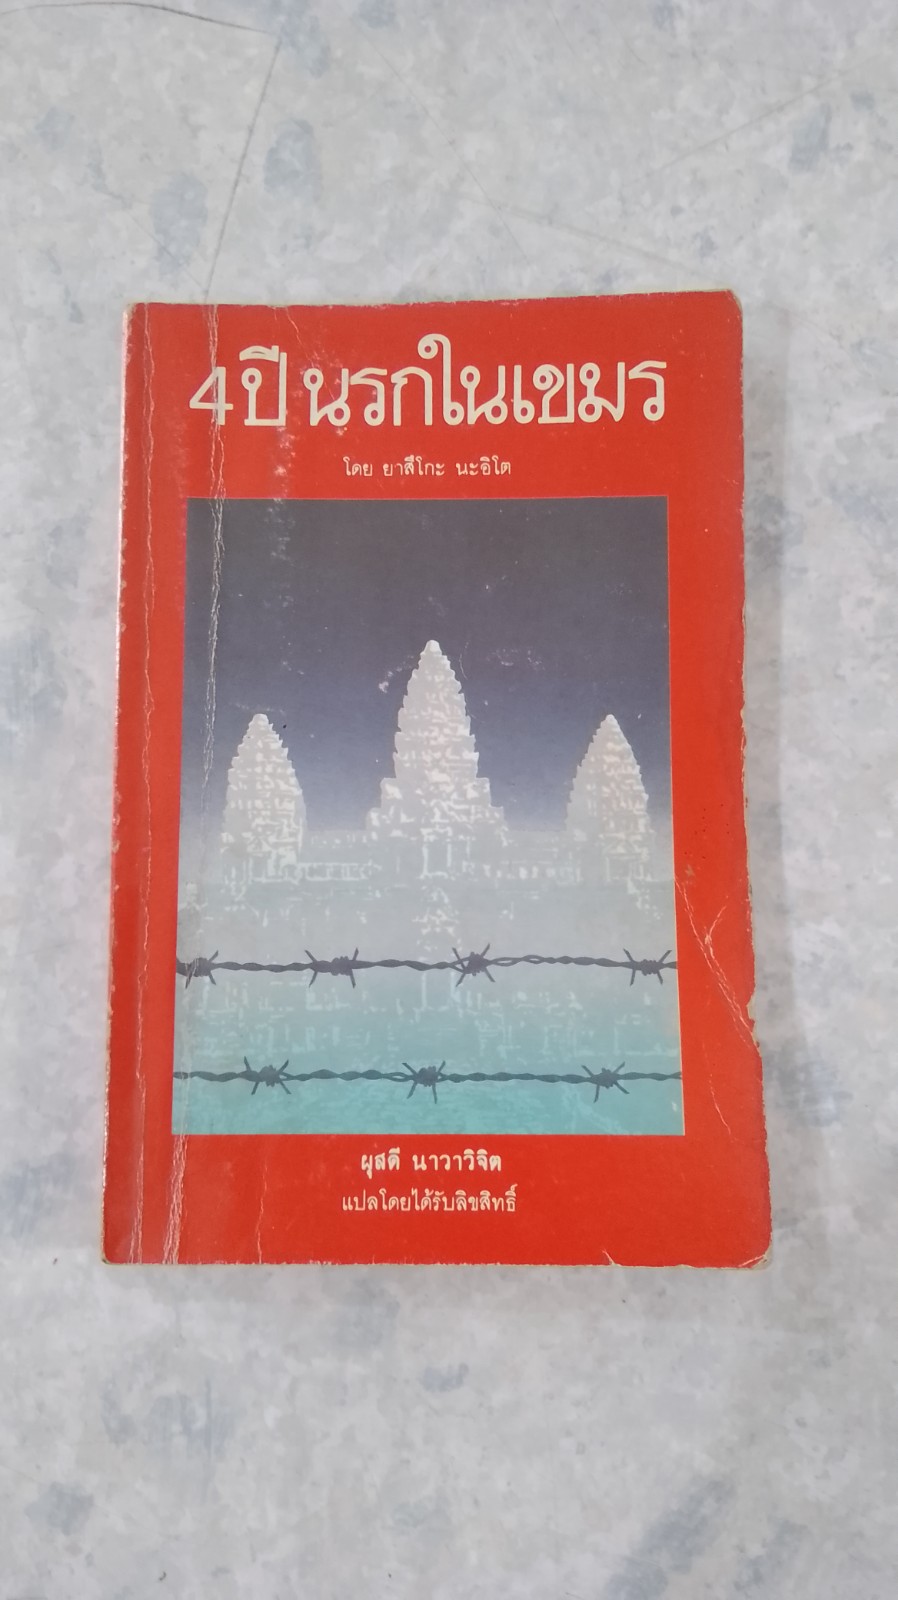 4 ปี นรกในเขมร
โดย ยาสึโกะ นะอิโต
ผุสดี นาวาวิจิต
แปลโดยได้รับลิขสิทธิ์